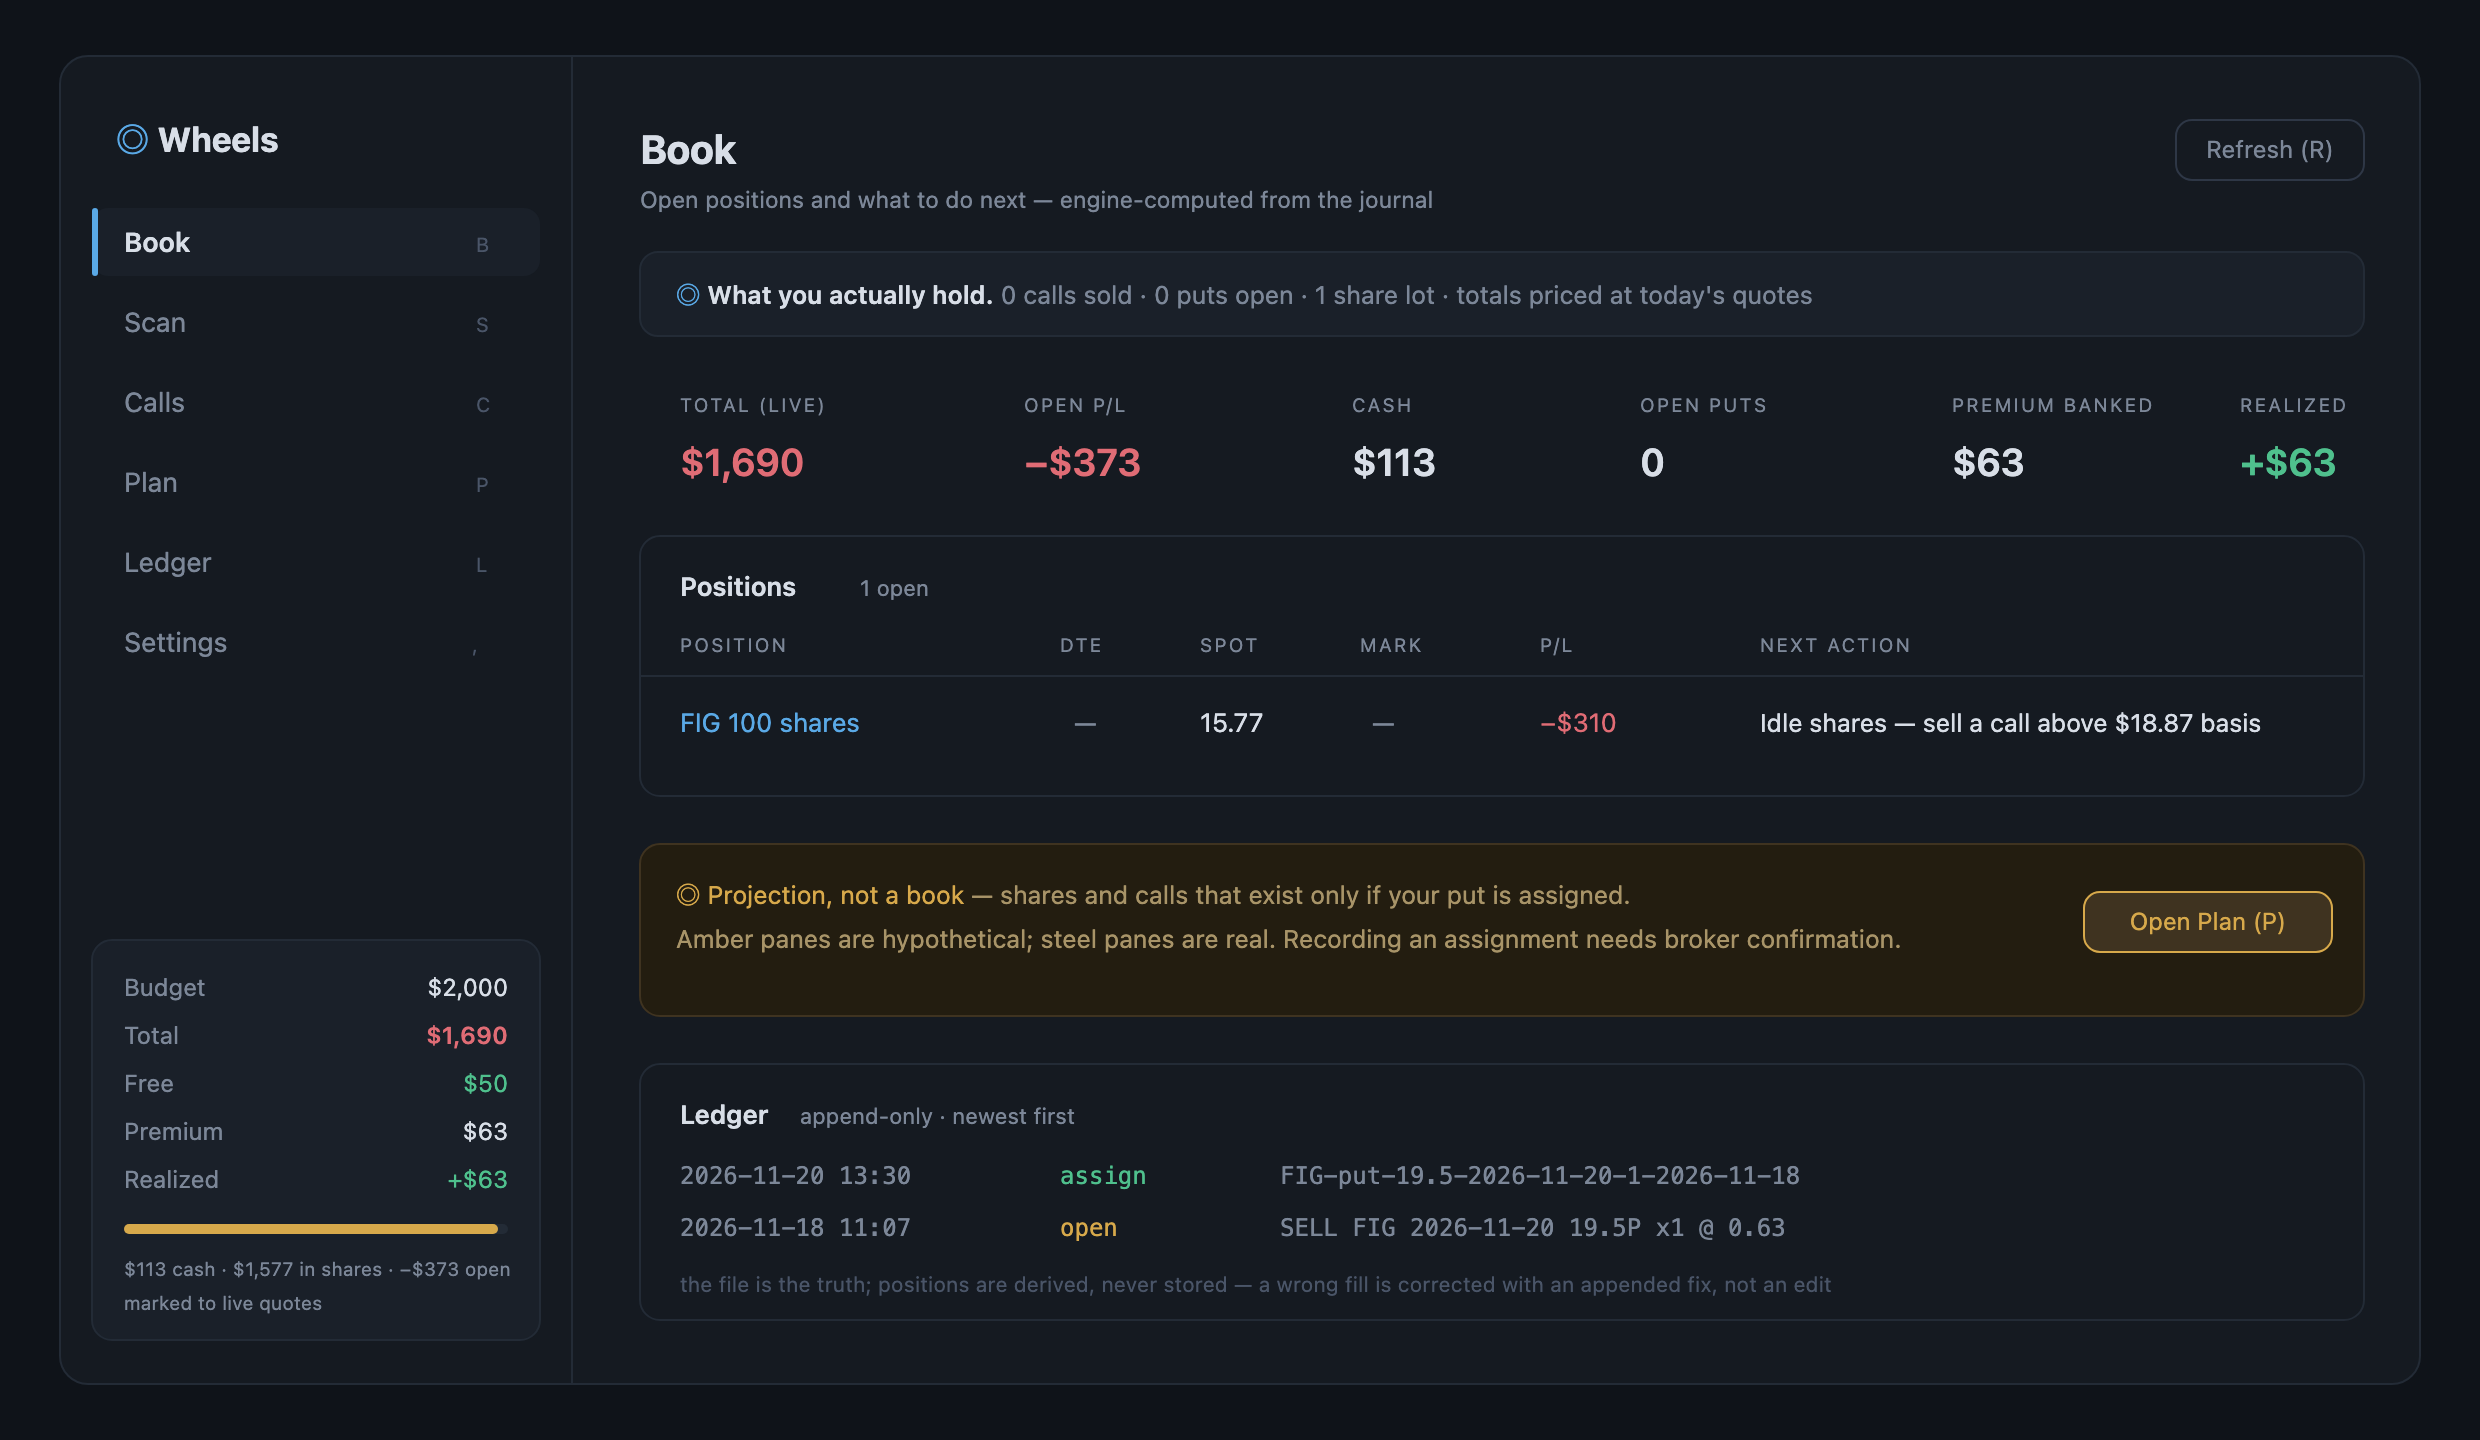 Wheels
Book B
Scan S
Calls C
Plan P
Ledger L
Settings ,
Budget $2,000
Total $1,690
Free $50
Premium $63
Realized +$63
$113 cash · $1,577 in shares · −$373 open
marked to live quotes
Book
Refresh (R)
Open positions and what to do next — engine-computed from the journal
What you actually hold. 0 calls sold · 0 puts open · 1 share lot · totals priced at today's quotes
TOTAL (LIVE) OPEN P/L CASH OPEN PUTS PREMIUM BANKED REALIZED
$1,690 −$373 $113 0 $63 +$63
Positions 1 open
POSITION DTE SPOT MARK P/L NEXT ACTION
FIG 100 shares — 15.77 — −$310 Idle shares — sell a call above $18.87 basis
Projection, not a book — shares and calls that exist only if your put is assigned.
Amber panes are hypothetical; steel panes are real. Recording an assignment needs broker confirmation.
Open Plan (P)
Ledger append-only · newest first
2026-11-20 13:30 assign FIG-put-19.5-2026-11-20-1-2026-11-18
2026-11-18 11:07 open SELL FIG 2026-11-20 19.5P x1 @ 0.63
the file is the truth; positions are derived, never stored — a wrong fill is corrected with an appended fix, not an edit